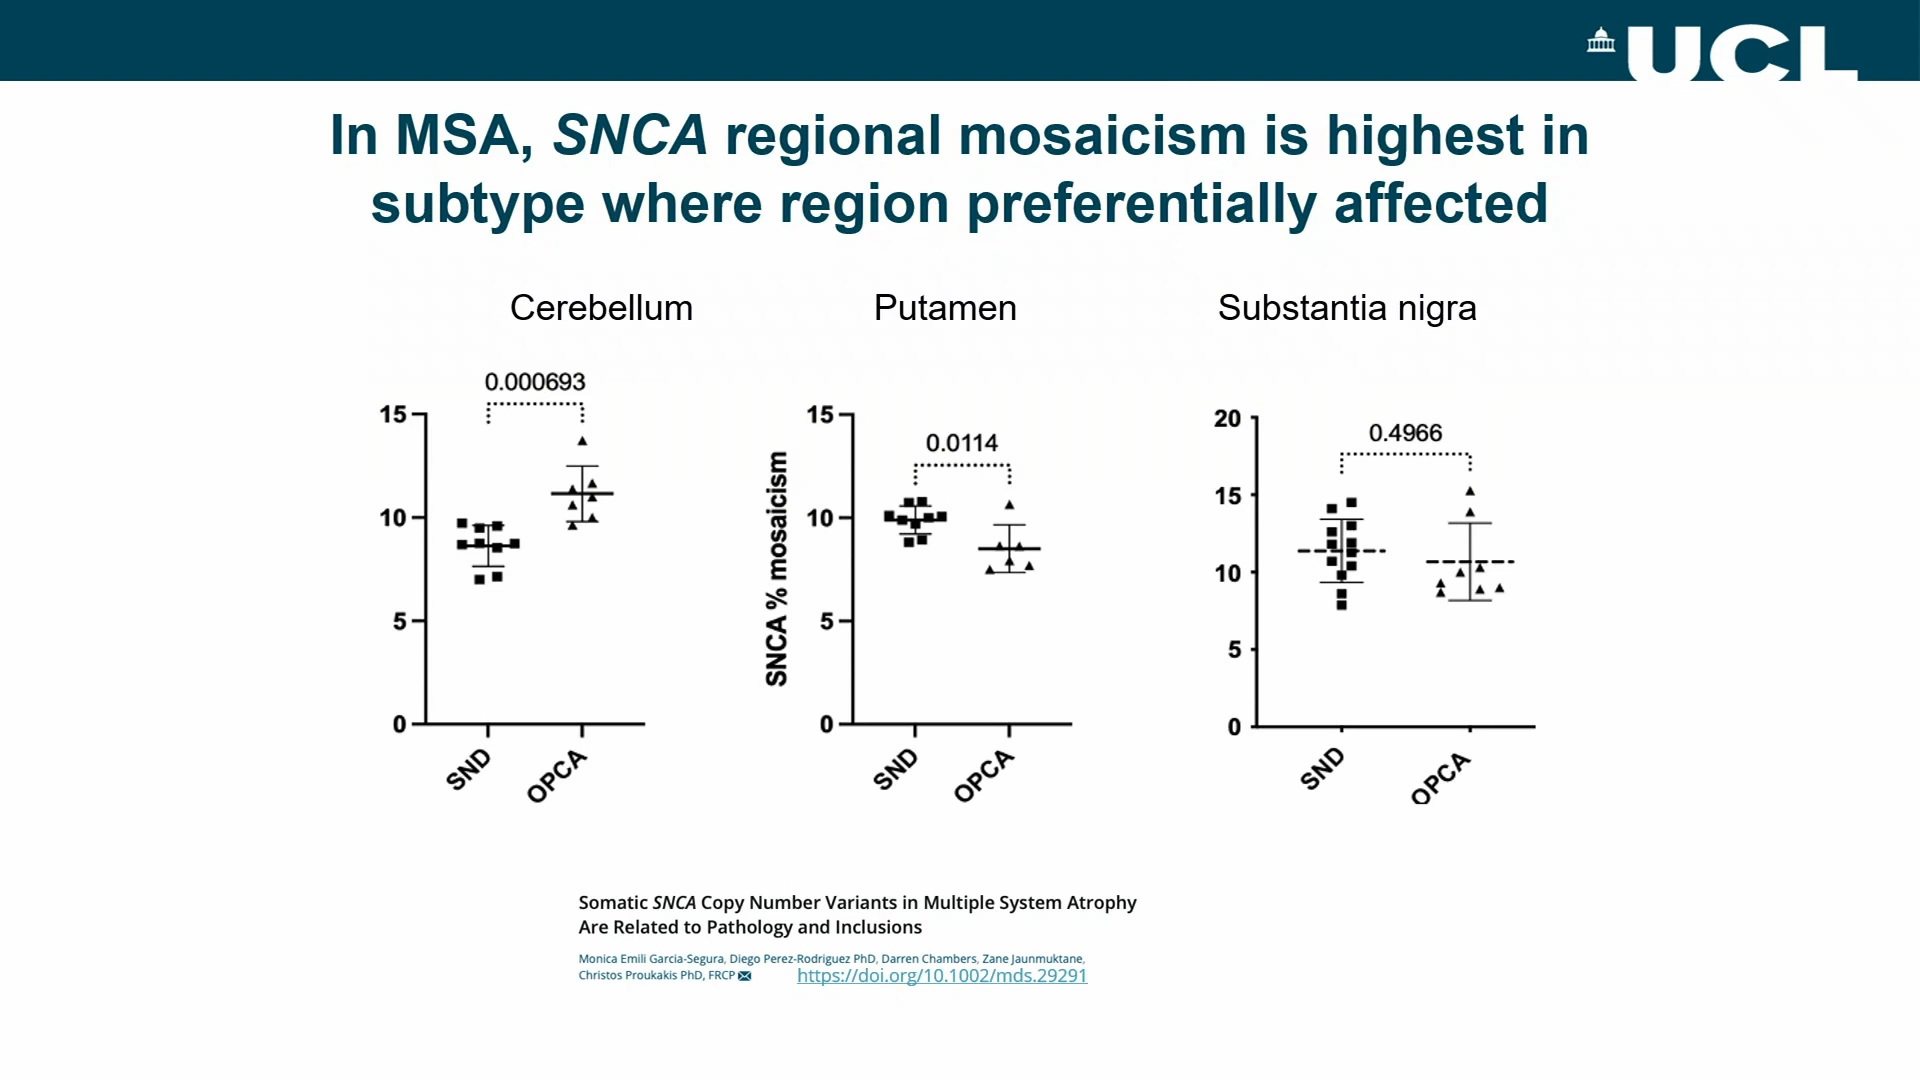 UCL
In MSA, SNCA regional mosaicism is highest in
subtype where region preferentially affected
Cerebellum
0.000693
15
10
5
0
SND
OPCA
Putamen
0.0114
SNCA % mosaicism
15
10
5
0
SND
OPCA
Substantia nigra
0.4966
20
15
10
5
0
SND
OPCA
Somatic SNCA Copy Number Variants in Multiple System Atrophy
Are Related to Pathology and Inclusions
Monica Emili Garcia-Segura, Diego Perez-Rodriguez PhD, Darren Chambers, Zane Jaunmuktane,
Christos Proukakis PhD, FRCP
https://doi.org/10.1002/mds.29291